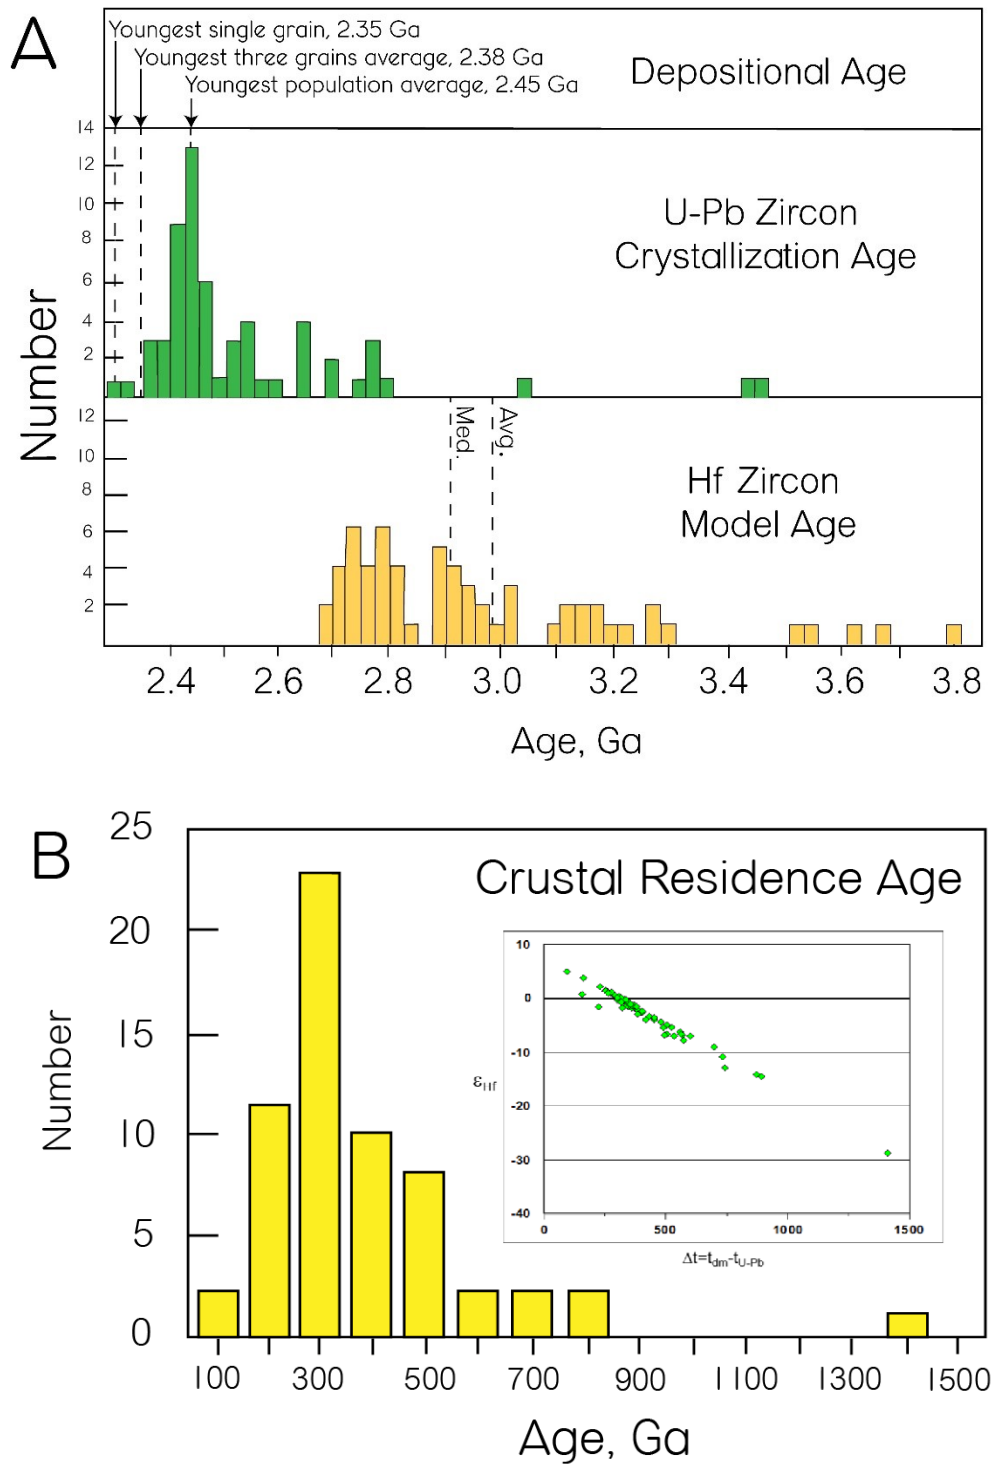 A
Youngest single grain, 2.35 Ga
Youngest three grains average, 2.38 Ga
Youngest population average, 2.45 Ga
Depositional Age
14
12
10
8
6
4
2
U-Pb Zircon
Crystallization Age
Number
Med.
Avg.
12
10
8
6
4
2
Hf Zircon
Model Age
2.4 2.6 2.8 3.0 3.2 3.4 3.6 3.8
Age, Ga
B
25
20
15
10
5
0
Number
Crustal Residence Age
10
0
-10
-20
-30
-40
εHf
0 500 1000 1500
Δt=tdm-tU-Pb
100 300 500 700 900 1100 1300 1500
Age, Ga